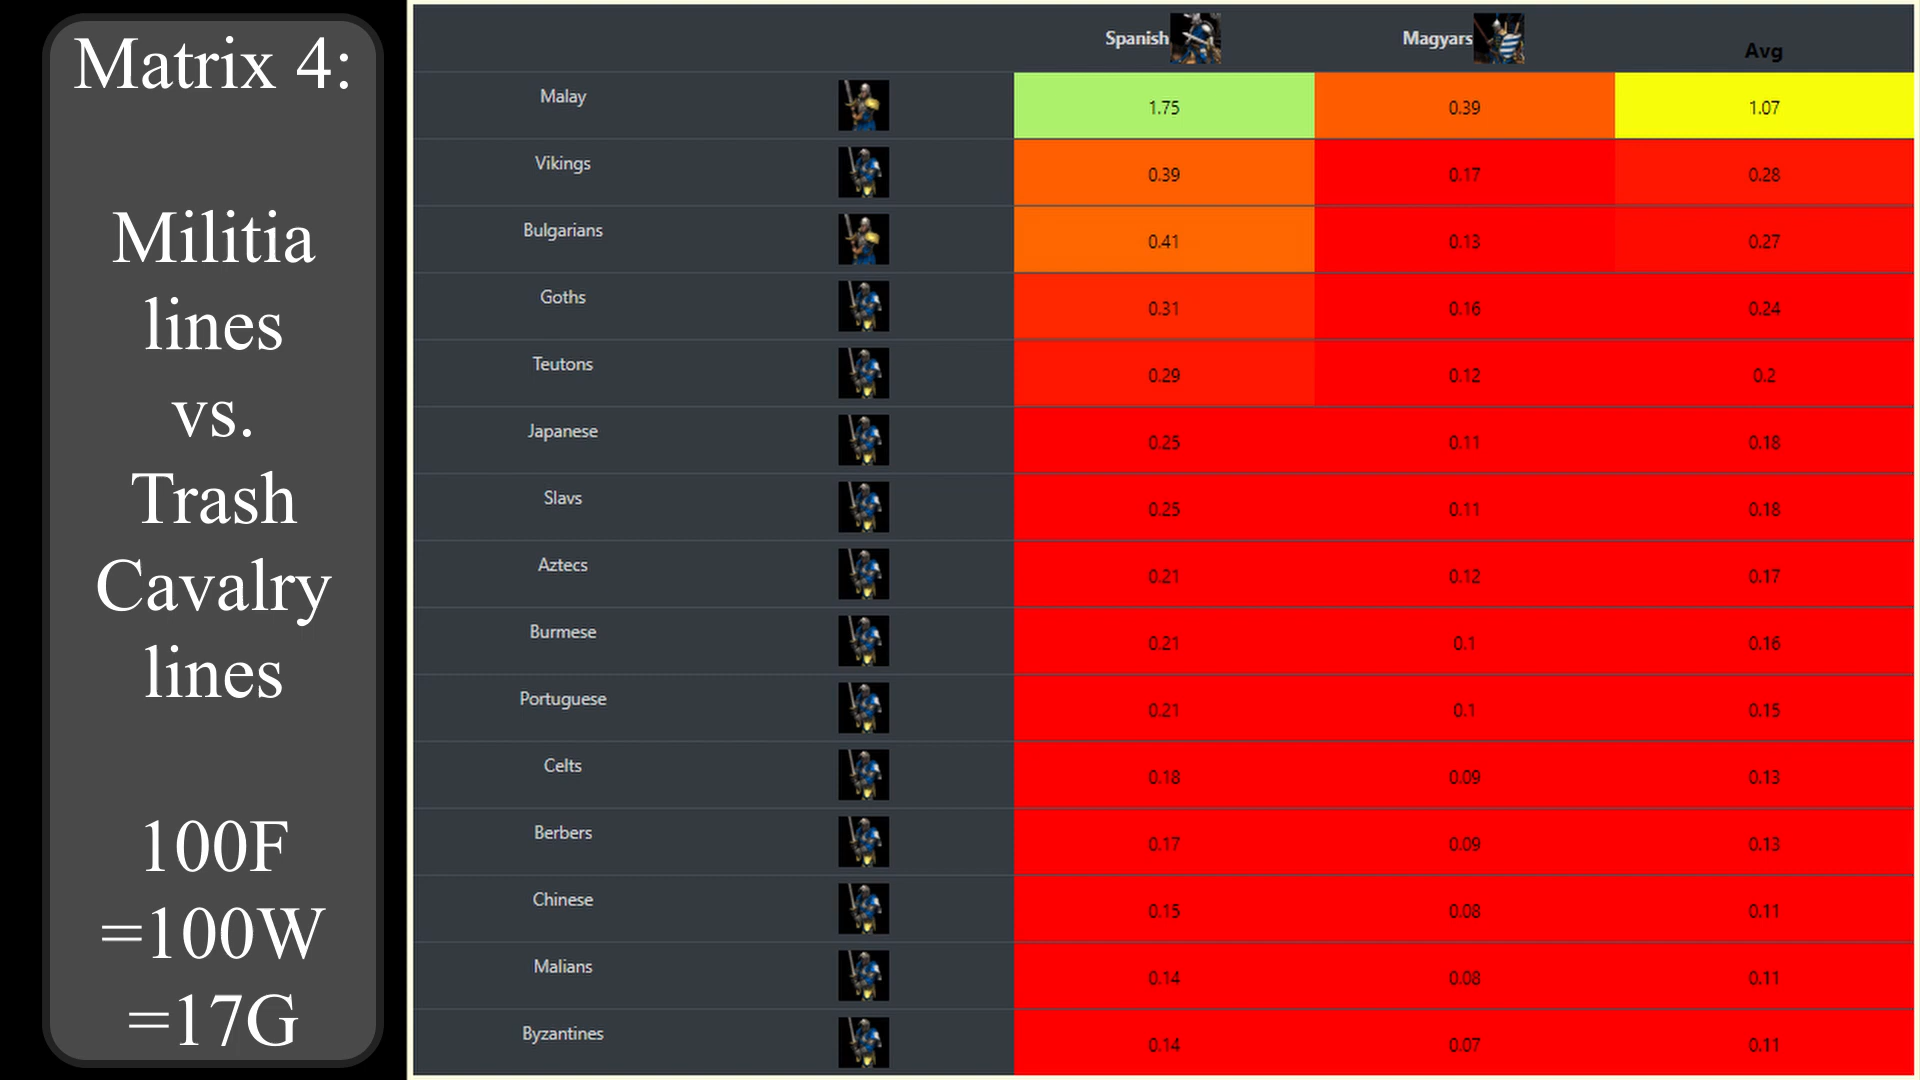 Matrix 4:
Militia
lines
vs.
Trash
Cavalry
lines
100F
=100W
=17G
Spanish Magyars Avg
Malay 1.75 0.39 1.07
Vikings 0.39 0.17 0.28
Bulgarians 0.41 0.13 0.27
Goths 0.31 0.16 0.24
Teutons 0.29 0.12 0.2
Japanese 0.25 0.11 0.18
Slavs 0.25 0.11 0.18
Aztecs 0.21 0.12 0.17
Burmese 0.21 0.1 0.16
Portuguese 0.21 0.1 0.15
Celts 0.18 0.09 0.13
Berbers 0.17 0.09 0.13
Chinese 0.15 0.08 0.11
Malians 0.14 0.08 0.11
Byzantines 0.14 0.07 0.11